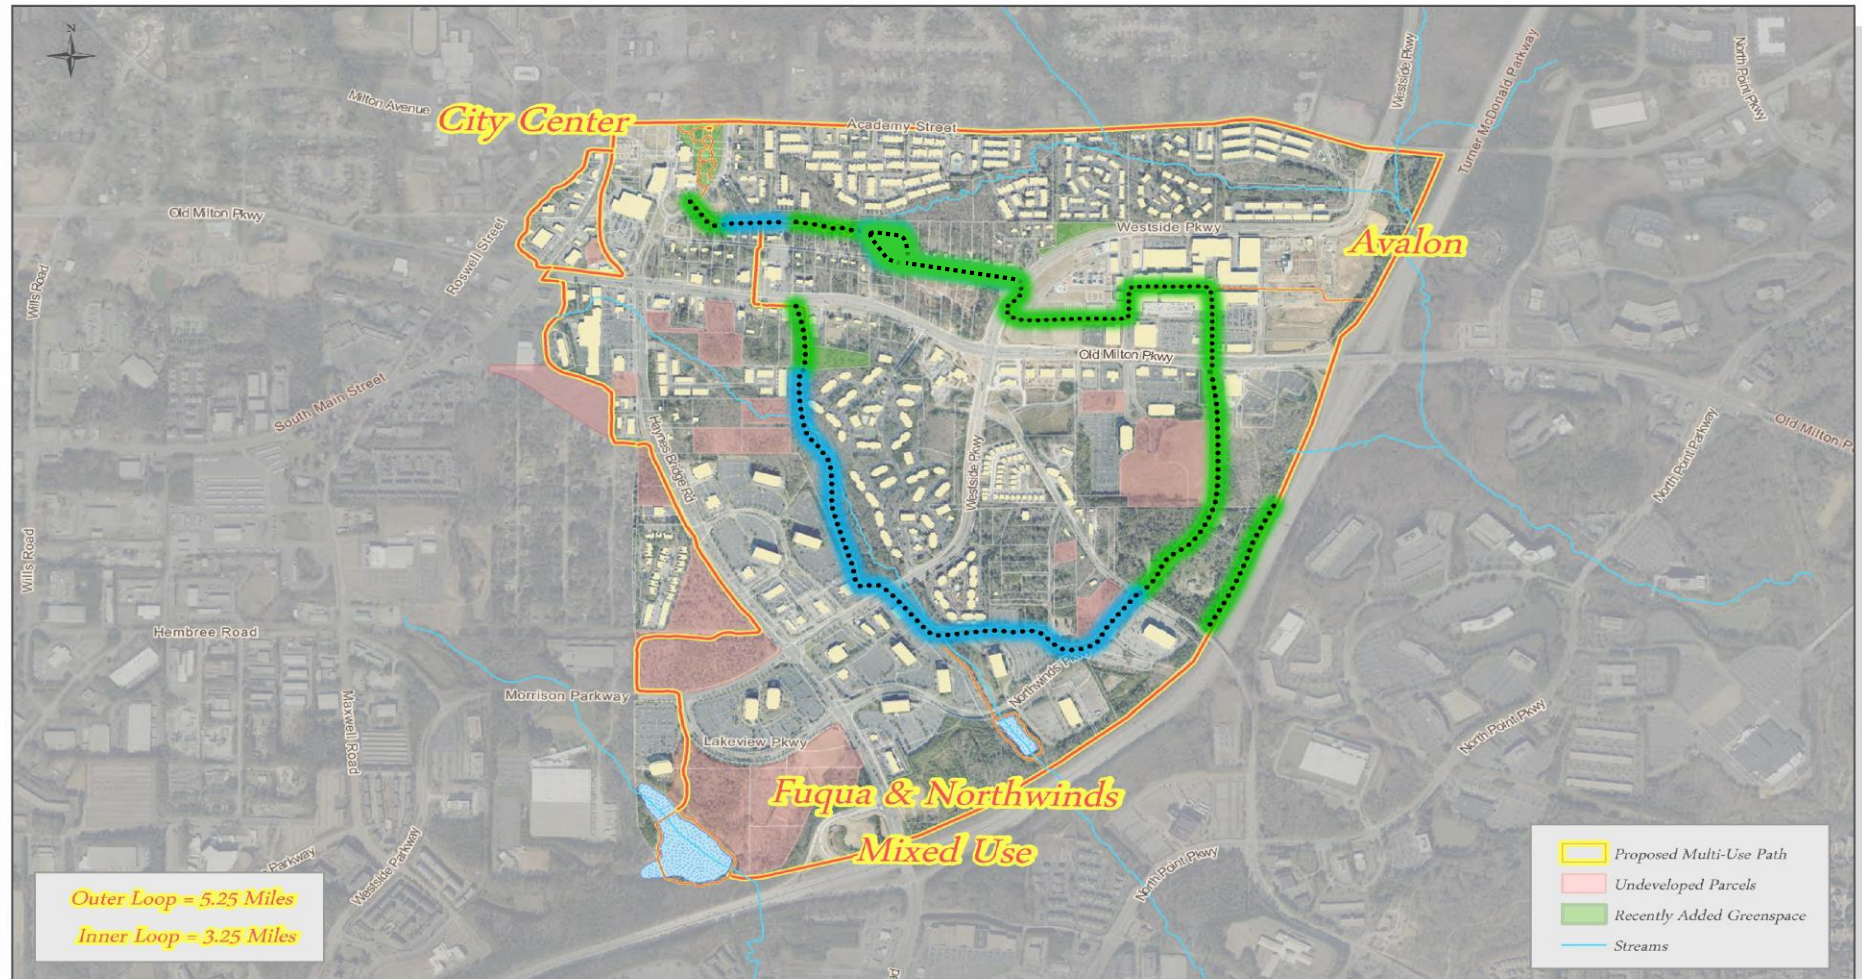 N
Milton Avenue
City Center
Academy Street
Westside Pkwy
Turner McDonald Parkway
North Point Pkwy
Old Milton Pkwy
Roswell Street
Westside Pkwy
Avalon
Wills Road
Old Milton Pkwy
South Main Street
Haynes Bridge Rd
Westside Pkwy
North Point Parkway
Old Milton P
Wills Road
Hembree Road
Morrison Parkway
Maxwell Road
Northwinds Pkwy
North Point Pkwy
Lakeview Pkwy
Fuqua & Northwinds
Mixed Use
Parkway
Westside Parkway
North Point Pkwy
Outer Loop = 5.25 Miles
Inner Loop = 3.25 Miles
Proposed Multi-Use Path
Undeveloped Parcels
Recently Added Greenspace
Streams